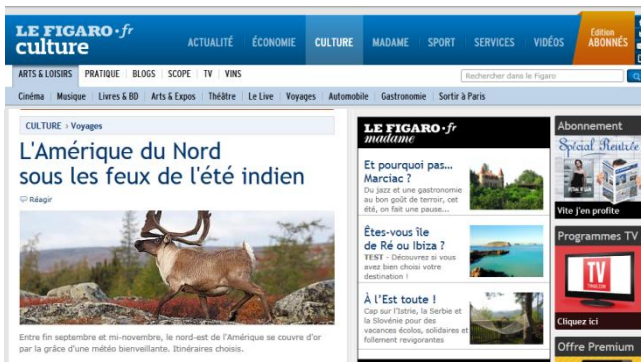 LE FIGARO·fr
culture
ACTUALITÉ ÉCONOMIE CULTURE MADAME SPORT SERVICES VIDÉOS
Édition
ABONNÉS
ARTS & LOISIRS PRATIQUE BLOGS SCOPE TV VINS
Rechercher dans le Figaro
Cinéma Musique Livres & BD Arts & Expos Théâtre Le Live Voyages Automobile Gastronomie Sortir à Paris
CULTURE › Voyages
L'Amérique du Nord
sous les feux de l'été indien
Réagir
Entre fin septembre et mi-novembre, le nord-est de l'Amérique se couvre d'or
par la grâce d'une météo bienveillante. Itinéraires choisis.
LE FIGARO·fr
madame
Et pourquoi pas...
Marciac ?
Du jazz et une gastronomie
au bon goût de terroir, cet
été, on fait une pause...
Êtes-vous île
de Ré ou Ibiza ?
TEST - Découvrez si vous
avez bien choisi votre
destination !
À l'Est toute !
Cap sur l'Istrie, la Serbie et
la Slovénie pour des
vacances écolos, solidaires et
follement revigorantes
Abonnement
Spécial Rentrée
Vite j'en profite
Programmes TV
TV
Cliquez ici
Offre Premium